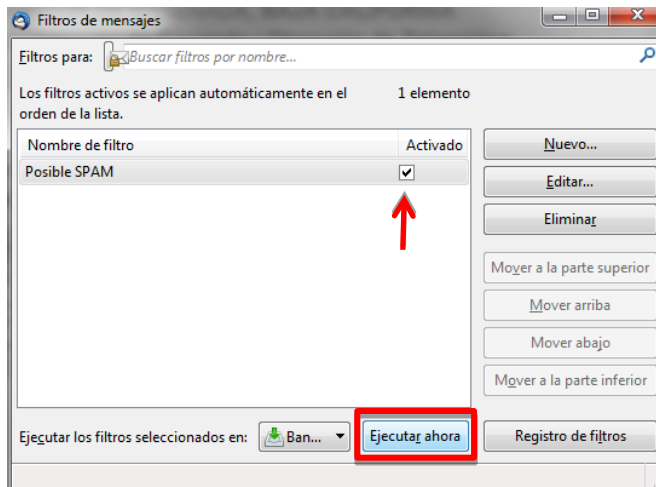 Filtros de mensajes
Filtros para: Buscar filtros por nombre...
Los filtros activos se aplican automáticamente en el orden de la lista.
1 elemento
Nombre de filtro Activado
Posible SPAM
Nuevo...
Editar...
Eliminar
Mover a la parte superior
Mover arriba
Mover abajo
Mover a la parte inferior
Ejecutar los filtros seleccionados en: Ban... Ejecutar ahora Registro de filtros